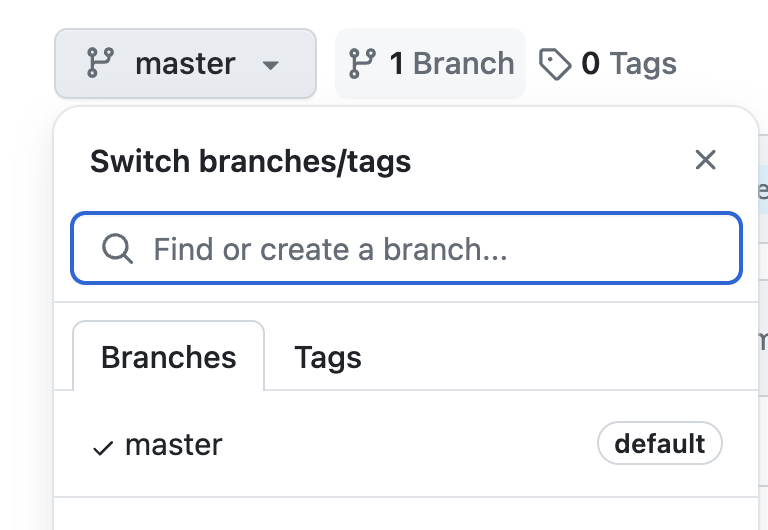 master 1 Branch 0 Tags
Switch branches/tags
Find or create a branch...
Branches Tags
master default